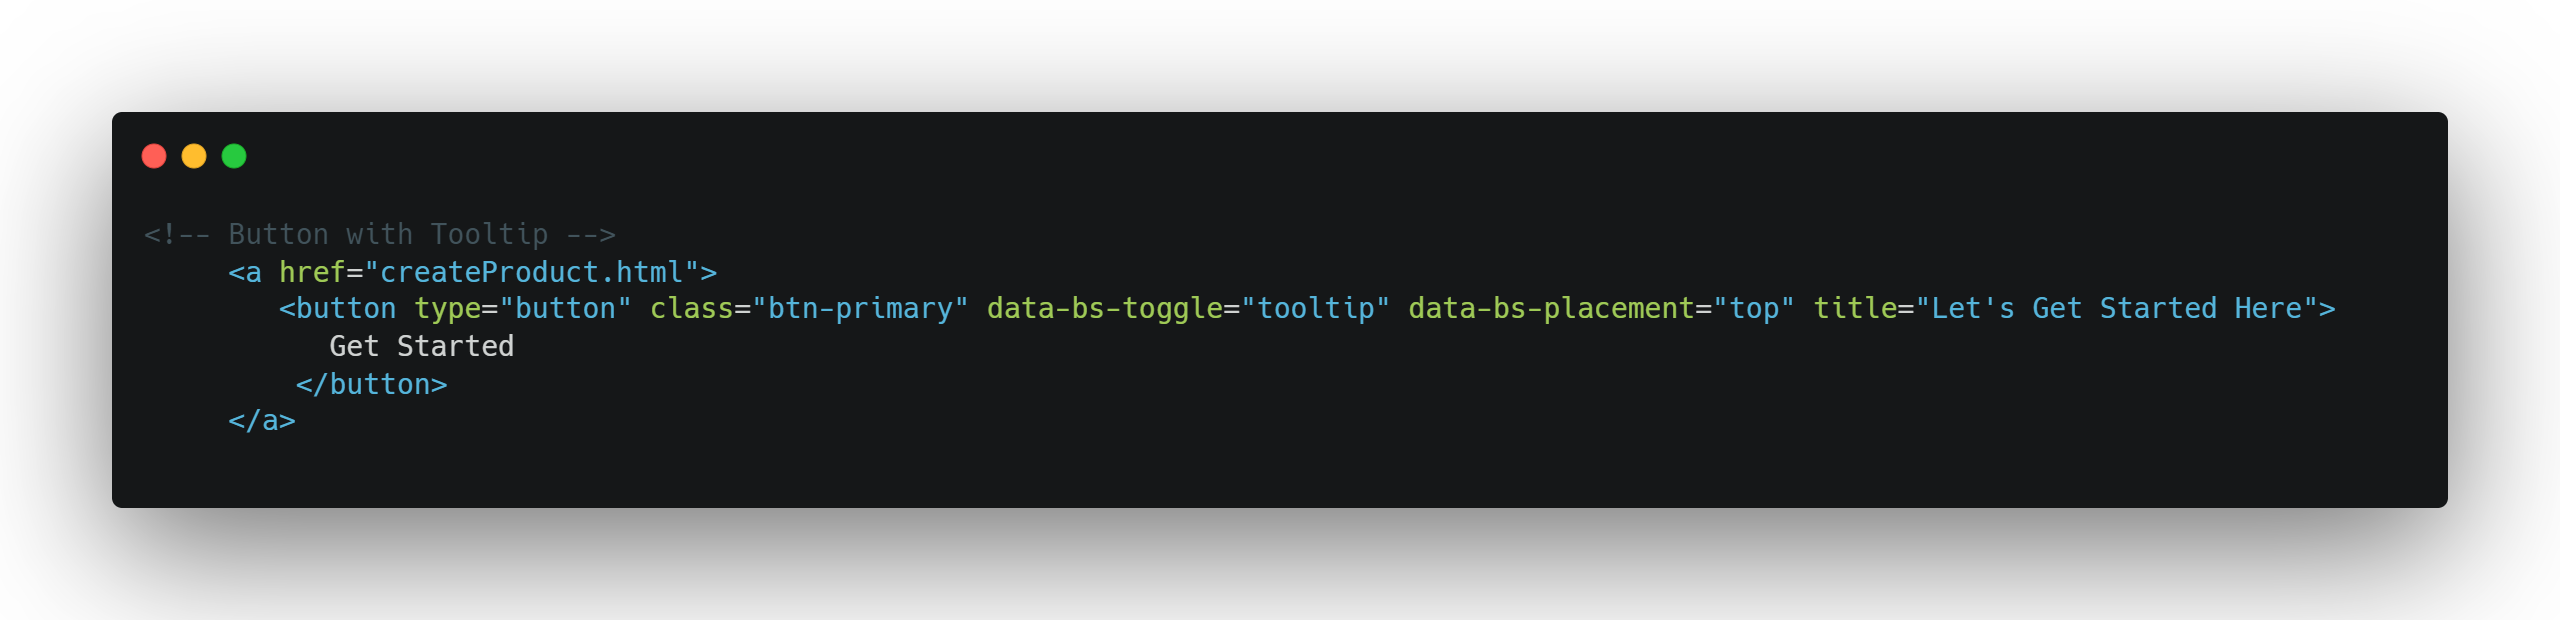 <!-- Button with Tooltip -->
<a href="createProduct.html">
<button type="button" class="btn-primary" data-bs-toggle="tooltip" data-bs-placement="top" title="Let's Get Started Here">
Get Started
</button>
</a>